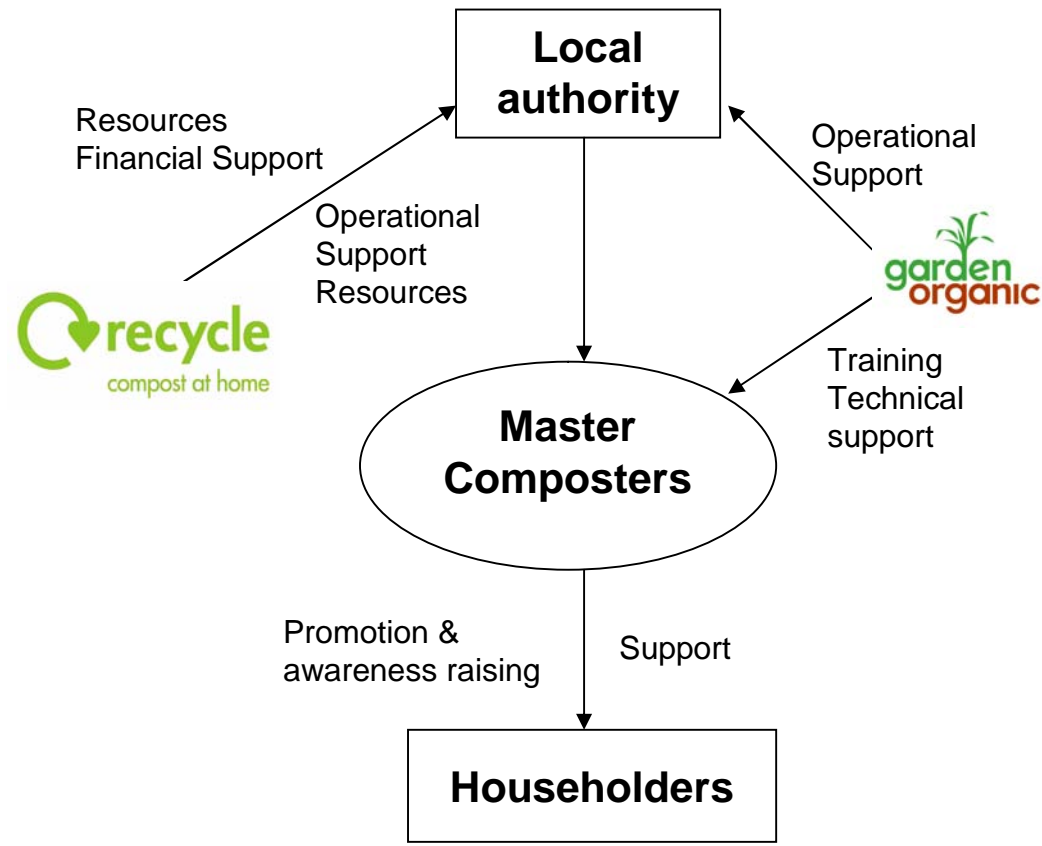 Local
authority
Resources
Financial Support
Operational
Support
Operational
Support
Resources
garden
organic
recycle
compost at home
Training
Technical
support
Master
Composters
Promotion &
awareness raising
Support
Householders